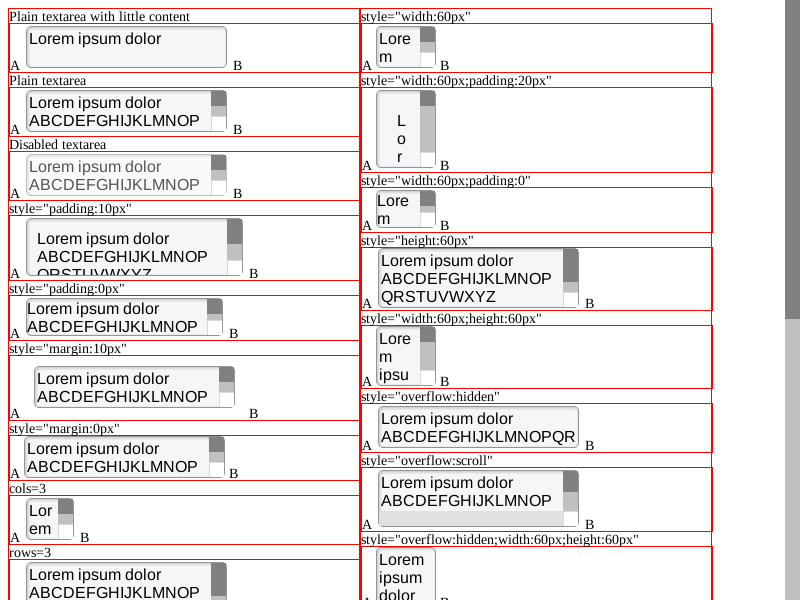 Plain textarea with little content
Lorem ipsum dolor
A B
Plain textarea
Lorem ipsum dolor
ABCDEFGHIJKLMNOP
A B
Disabled textarea
Lorem ipsum dolor
ABCDEFGHIJKLMNOP
A B
style="padding:10px"
Lorem ipsum dolor
ABCDEFGHIJKLMNOP
QRSTUVWXYZ
A B
style="padding:0px"
Lorem ipsum dolor
ABCDEFGHIJKLMNOP
A B
style="margin:10px"
Lorem ipsum dolor
ABCDEFGHIJKLMNOP
A B
style="margin:0px"
Lorem ipsum dolor
ABCDEFGHIJKLMNOP
A B
cols=3
Lor
em
A B
rows=3
Lorem ipsum dolor
ABCDEFGHIJKLMNOP
style="width:60px"
Lore
m
A B
style="width:60px;padding:20px"
L
o
r
A B
style="width:60px;padding:0"
Lore
m
A B
style="height:60px"
Lorem ipsum dolor
ABCDEFGHIJKLMNOP
QRSTUVWXYZ
A B
style="width:60px;height:60px"
Lore
m
ipsu
A B
style="overflow:hidden"
Lorem ipsum dolor
ABCDEFGHIJKLMNOPQR
A B
style="overflow:scroll"
Lorem ipsum dolor
ABCDEFGHIJKLMNOP
A B
style="overflow:hidden;width:60px;height:60px"
Lorem
ipsum
dolor
A B